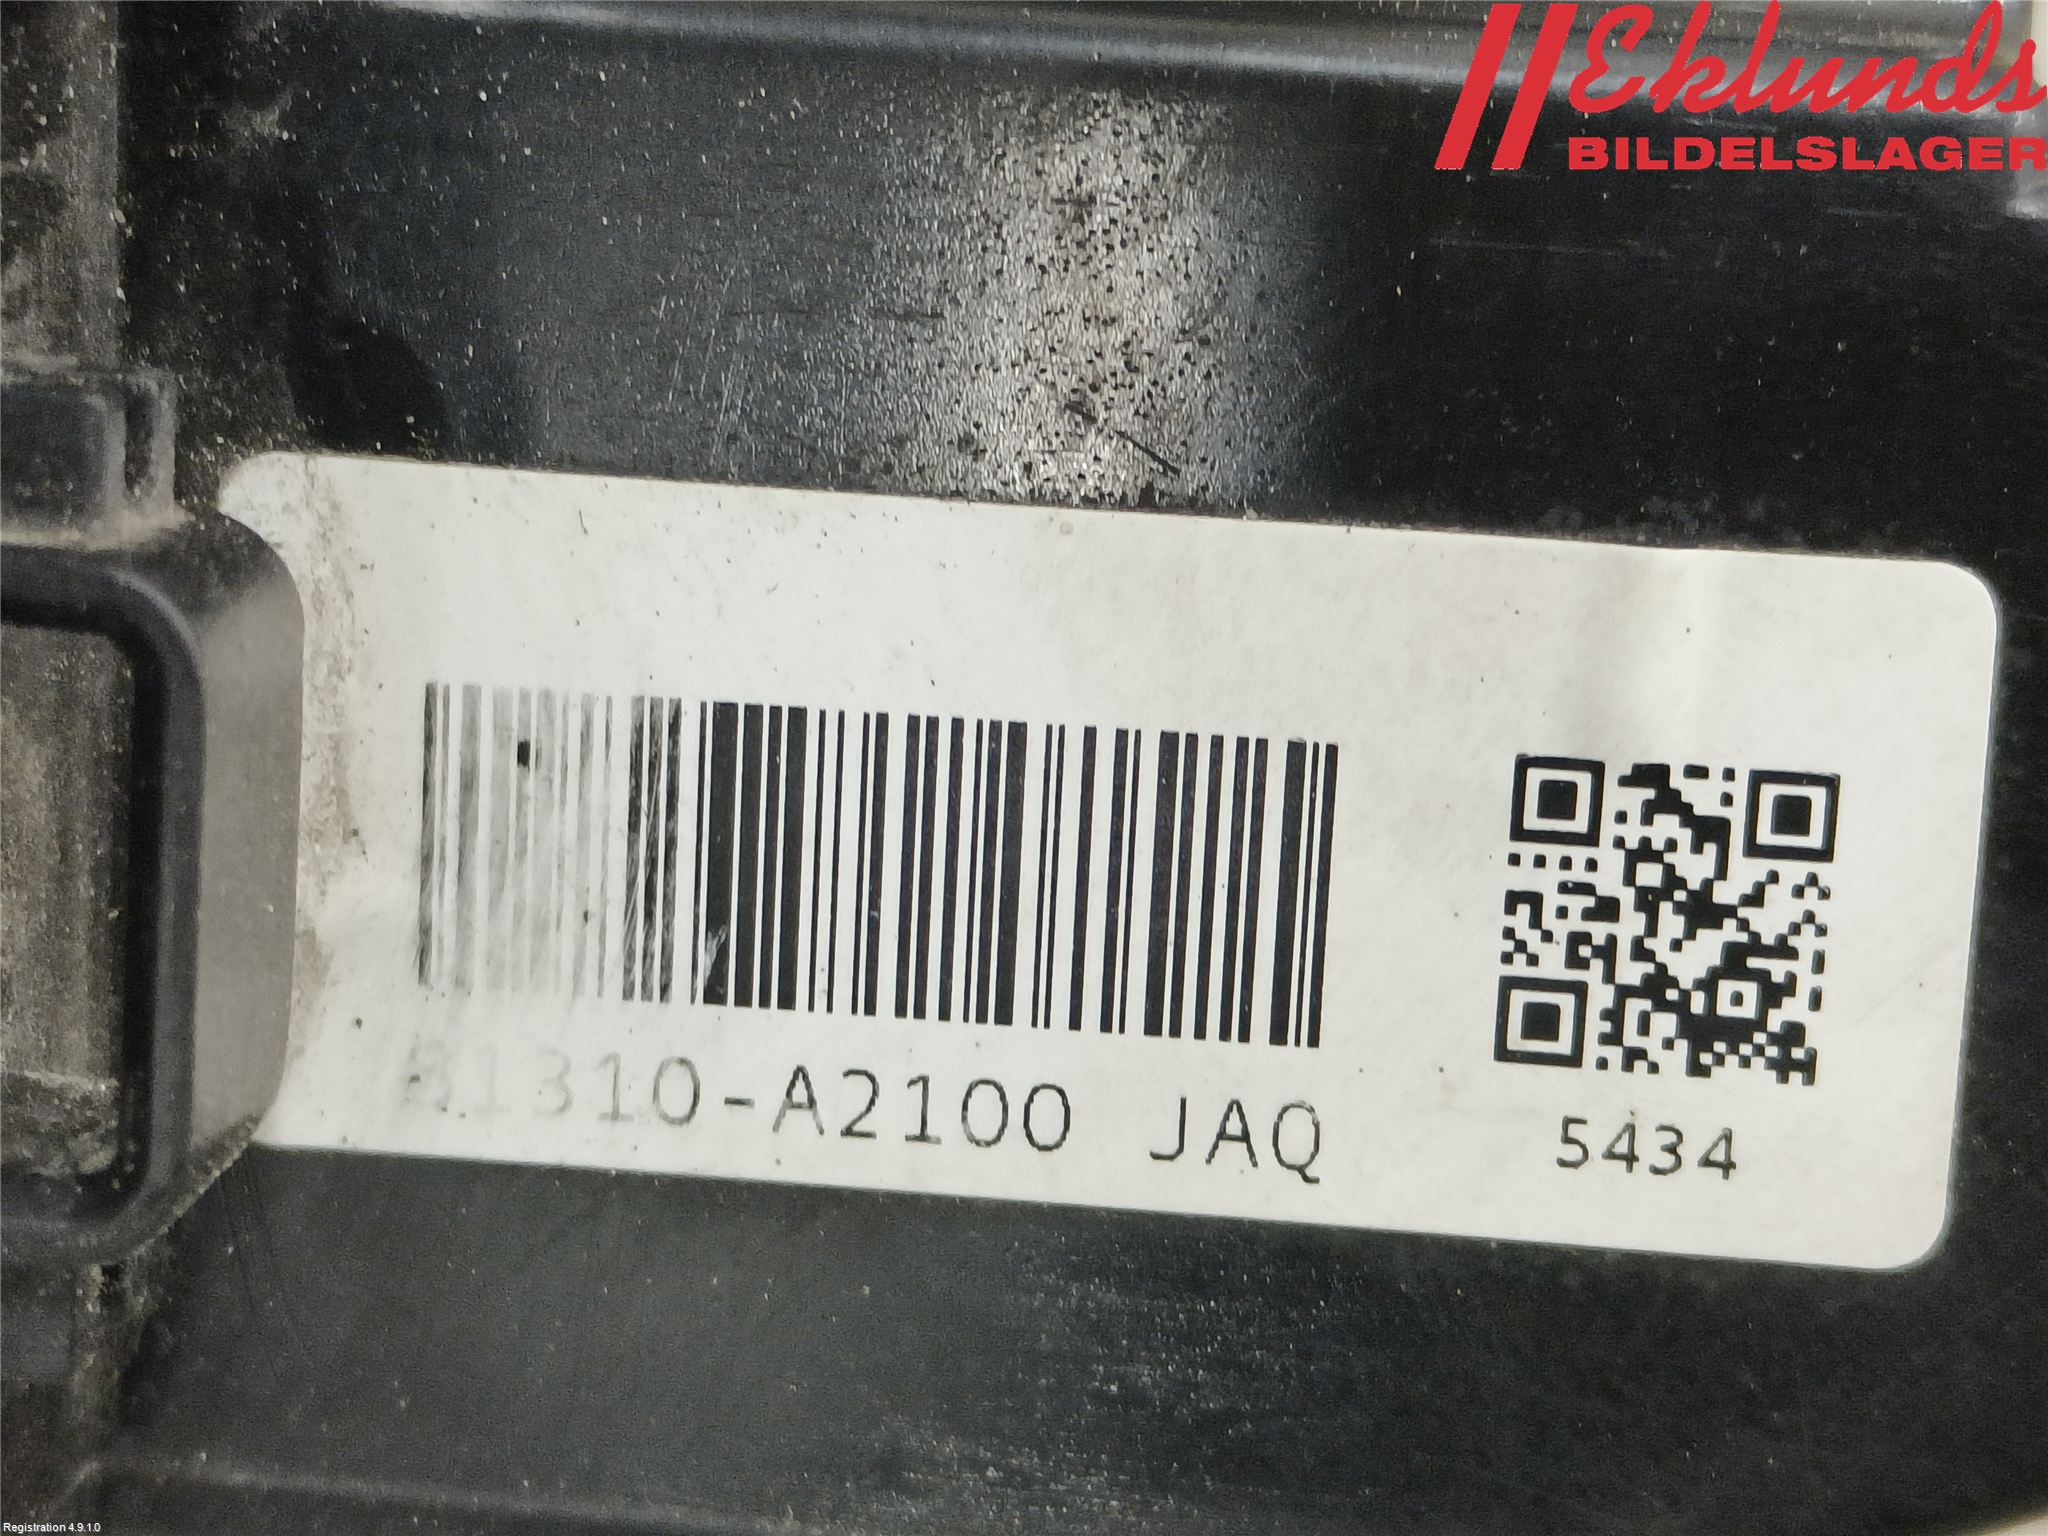 Eklunds
BILDELSLAGER
81310-A2100 JAQ
5434
Registration 4.9.1.0